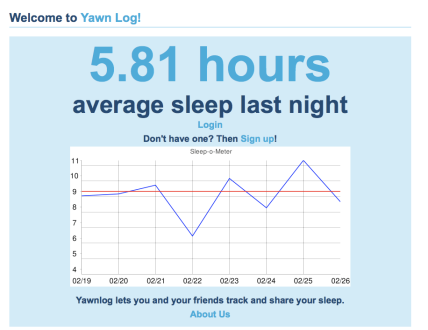 Welcome to Yawn Log!
5.81 hours
average sleep last night
Login
Don't have one? Then Sign up!
Sleep-o-Meter
11
10
9
8
7
6
5
4
02/19 02/20 02/21 02/22 02/23 02/24 02/25 02/26
Yawnlog lets you and your friends track and share your sleep.
About Us